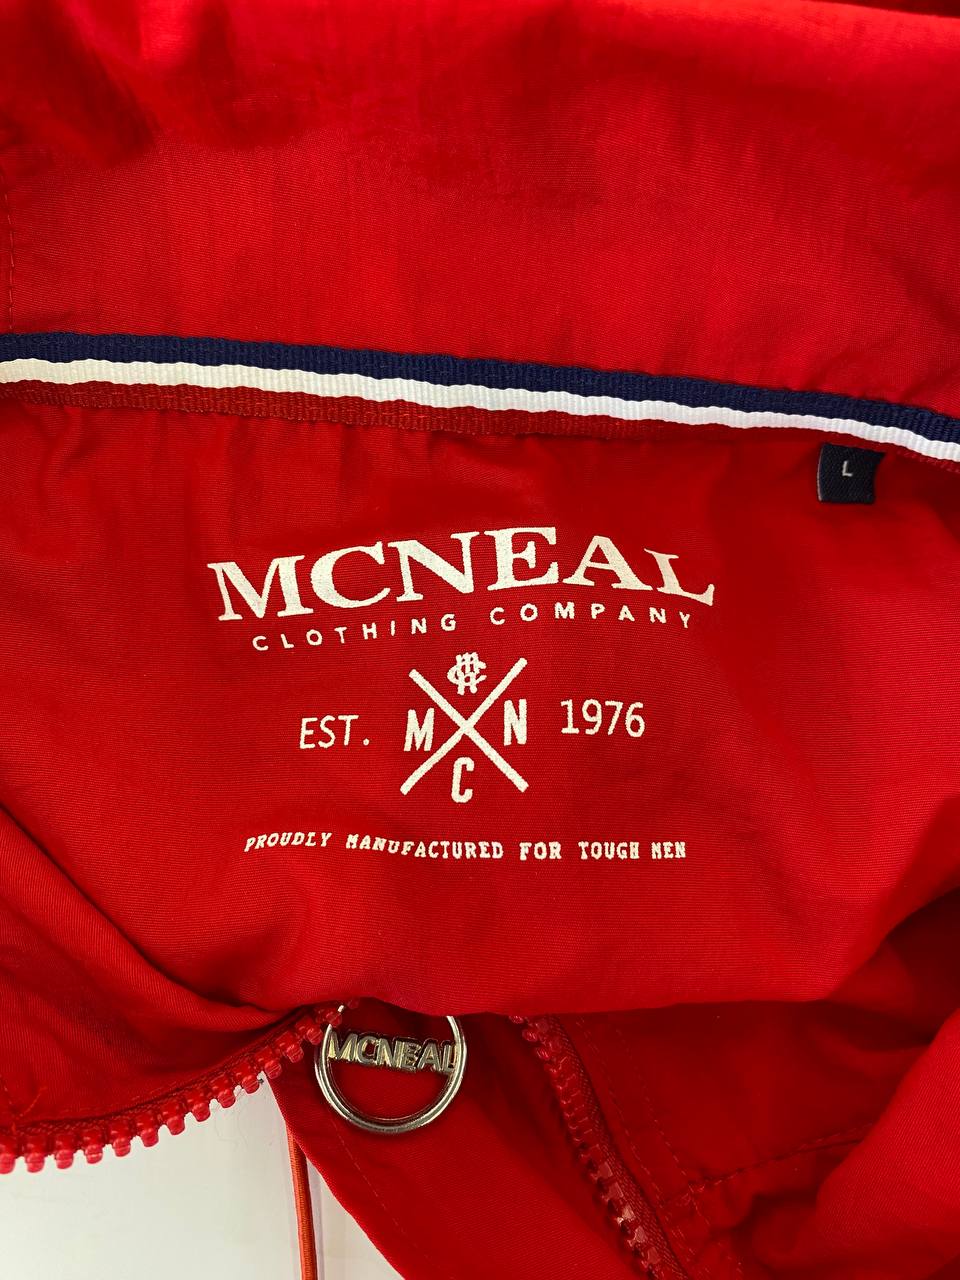 L
MCNEAL
CLOTHING COMPANY
EST. M N 1976
C
PROUDLY MANUFACTURED FOR TOUGH MEN
MCNEAL